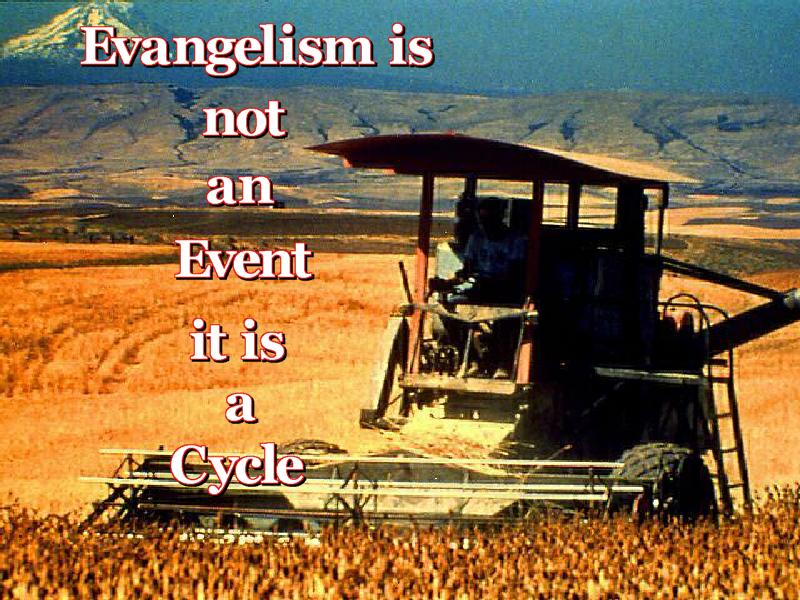 Evangelism is
not
an
Event
it is
a
Cycle